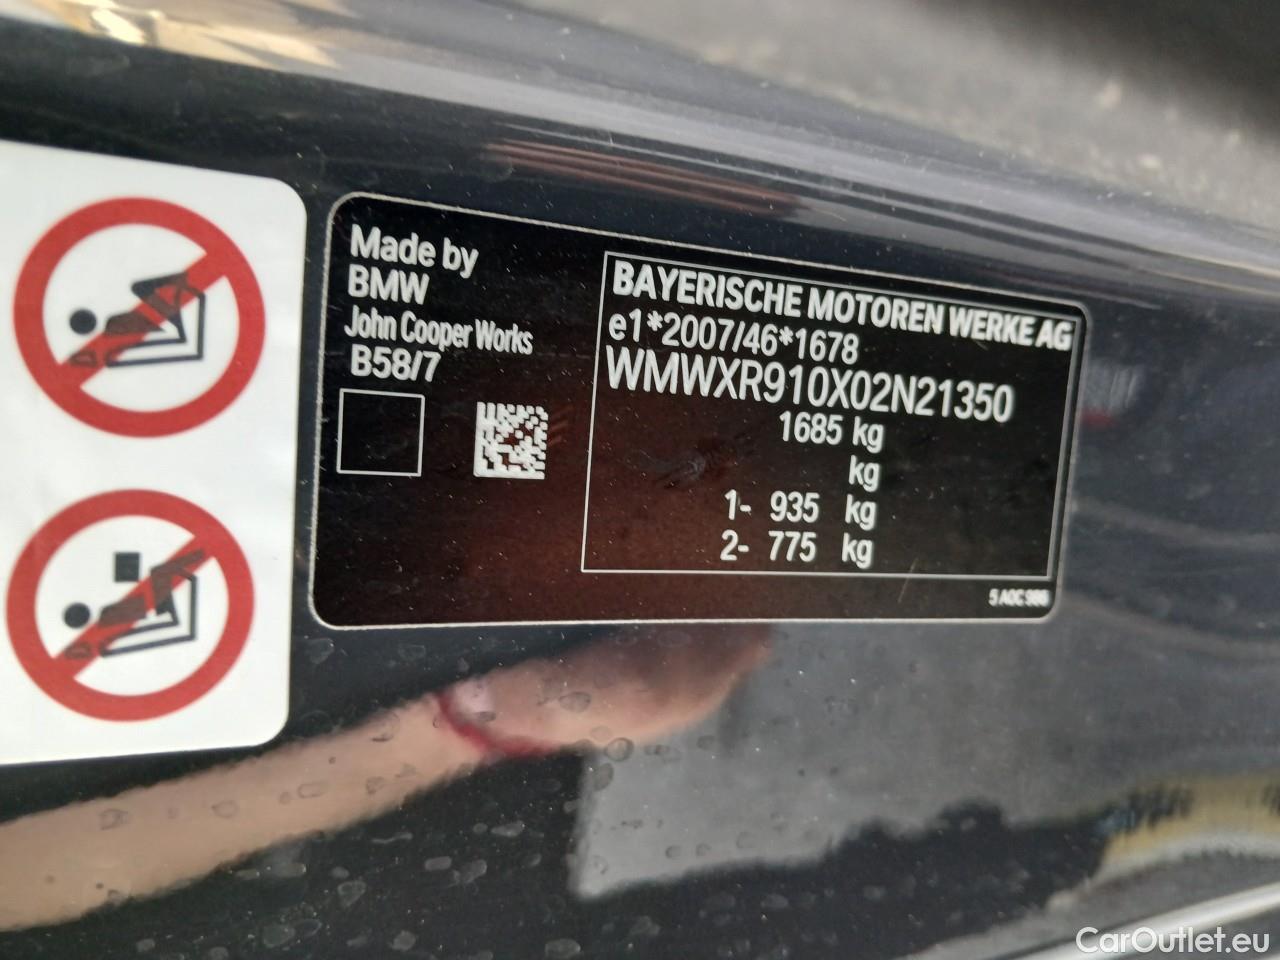 Made by
BMW
John Cooper Works
B58/7
BAYERISCHE MOTOREN WERKE AG
e1*2007/46*1678
WMWXR910X02N21350
1685 kg
kg
1- 935 kg
2- 775 kg
5 A0C 986
CarOutlet.eu